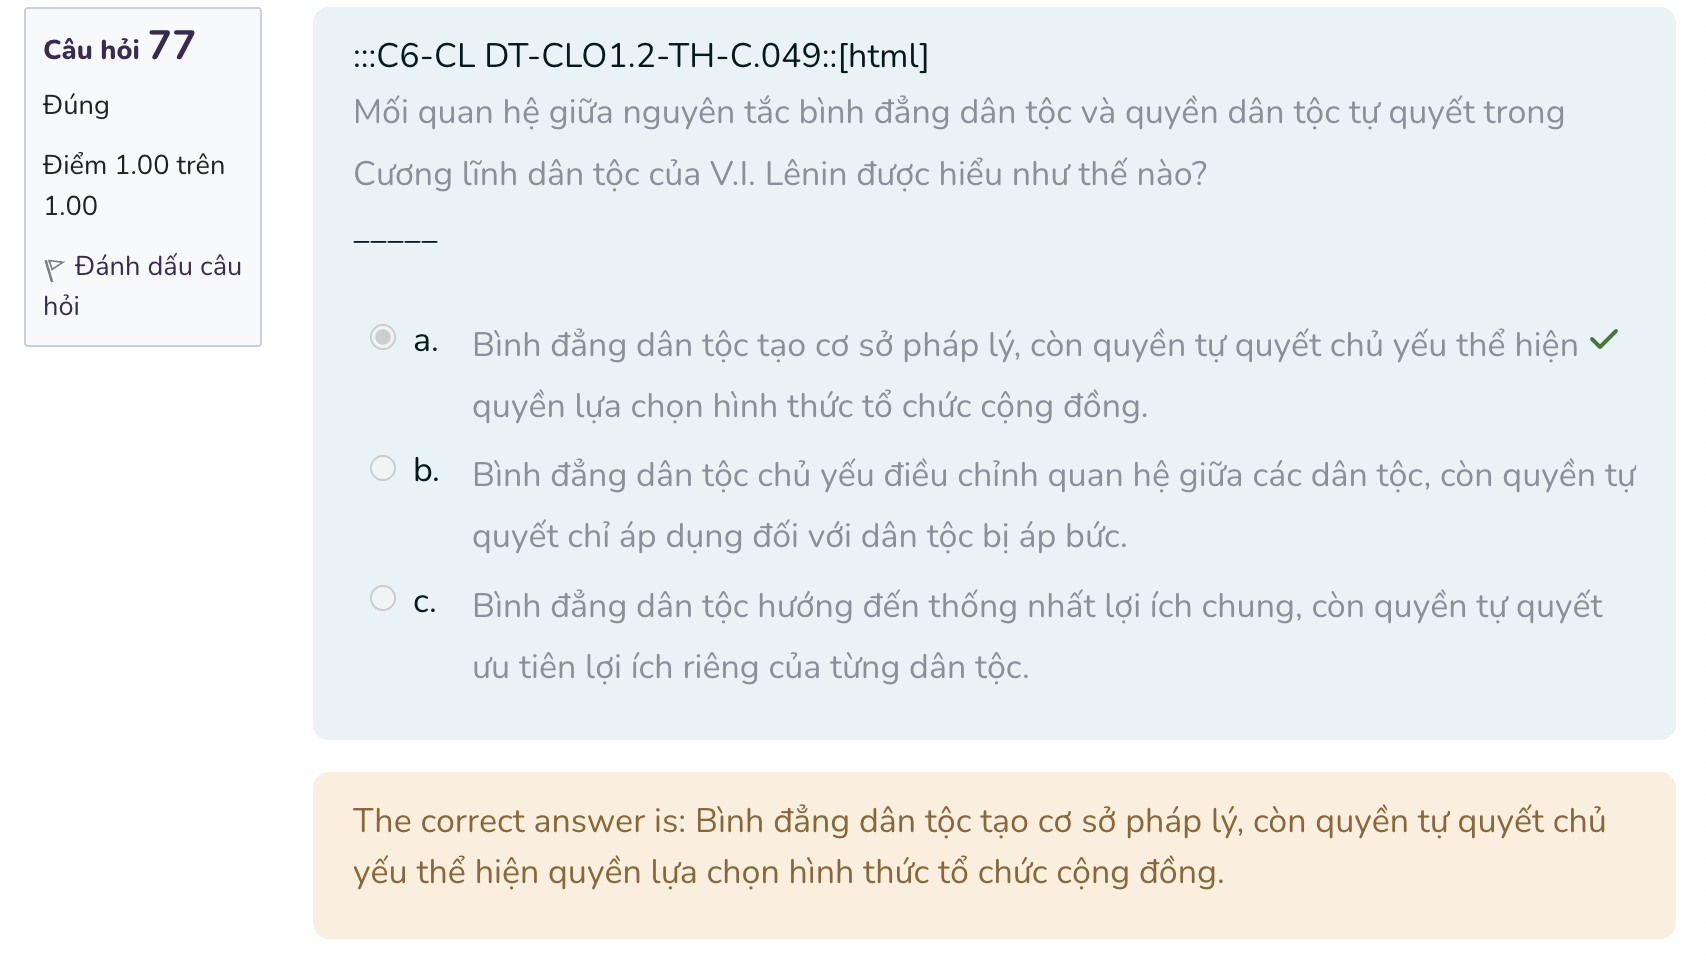 Câu hỏi 77
Đúng
Điểm 1.00 trên
1.00
Đánh dấu câu
hỏi
:::C6-CL DT-CLO1.2-TH-C.049::[html]
Mối quan hệ giữa nguyên tắc bình đẳng dân tộc và quyền dân tộc tự quyết trong
Cương lĩnh dân tộc của V.I. Lênin được hiểu như thế nào?
_____
a. Bình đẳng dân tộc tạo cơ sở pháp lý, còn quyền tự quyết chủ yếu thể hiện
quyền lựa chọn hình thức tổ chức cộng đồng.
b. Bình đẳng dân tộc chủ yếu điều chỉnh quan hệ giữa các dân tộc, còn quyền tự
quyết chỉ áp dụng đối với dân tộc bị áp bức.
c. Bình đẳng dân tộc hướng đến thống nhất lợi ích chung, còn quyền tự quyết
ưu tiên lợi ích riêng của từng dân tộc.
The correct answer is: Bình đẳng dân tộc tạo cơ sở pháp lý, còn quyền tự quyết chủ
yếu thể hiện quyền lựa chọn hình thức tổ chức cộng đồng.